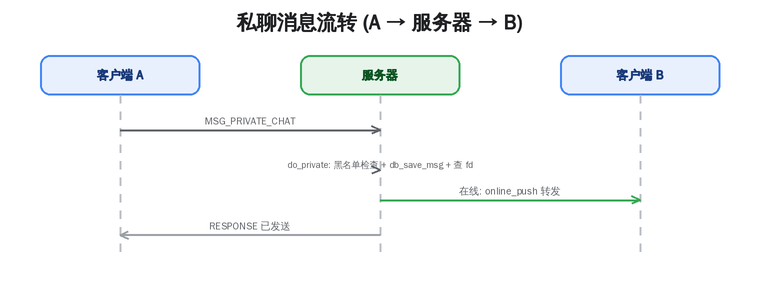 私聊消息流转 (A → 服务器 → B)
客户端 A
服务器
客户端 B
MSG_PRIVATE_CHAT
do_private: 黑名单检查 + db_save_msg + 查 fd
在线: online_push 转发
RESPONSE 已发送